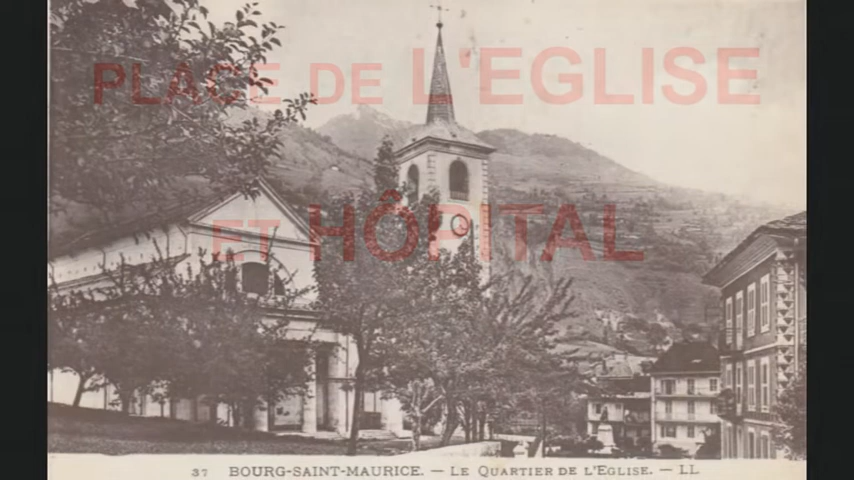 PLACE DE L'EGLISE
ET HÔPITAL
37 BOURG-SAINT-MAURICE. — LE QUARTIER DE L'EGLISE. — LL